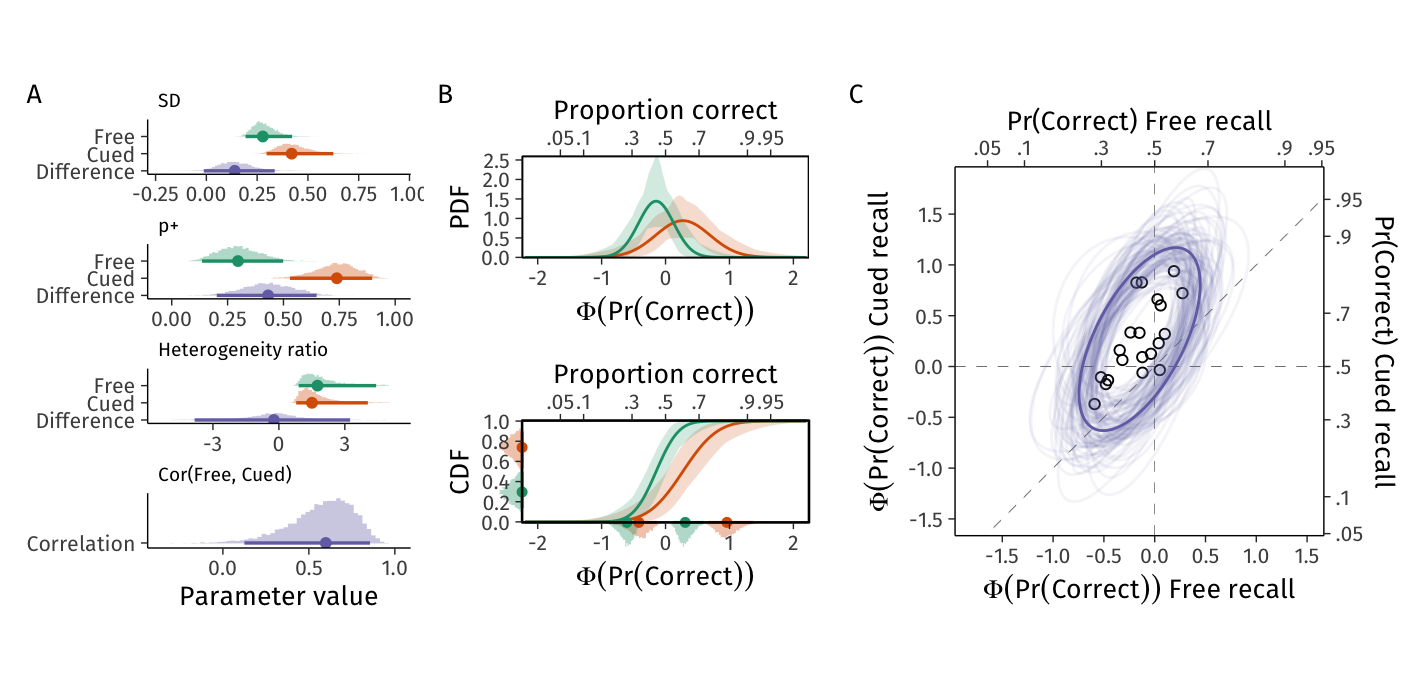 A
SD
Free
Cued
Difference
-0.25 0.00 0.25 0.50 0.75 1.00
p+
Free
Cued
Difference
0.00 0.25 0.50 0.75 1.00
Heterogeneity ratio
Free
Cued
Difference
-3 0 3
Cor(Free, Cued)
Correlation
0.0 0.5 1.0
Parameter value
B
Proportion correct
.05 .1 .3 .5 .7 .9 .95
PDF
2.5
2.0
1.5
1.0
0.5
0.0
-2 -1 0 1 2
Φ(Pr(Correct))
Proportion correct
.05 .1 .3 .5 .7 .9 .95
CDF
1.0
0.8
0.6
0.4
0.2
0.0
-2 -1 0 1 2
Φ(Pr(Correct))
C
Pr(Correct) Free recall
.05 .1 .3 .5 .7 .9 .95
Φ(Pr(Correct)) Cued recall
1.5
1.0
0.5
0.0
-0.5
-1.0
-1.5
.95
.9
.7
.5
.3
.1
.05
Pr(Correct) Cued recall
-1.5 -1.0 -0.5 0.0 0.5 1.0 1.5
Φ(Pr(Correct)) Free recall